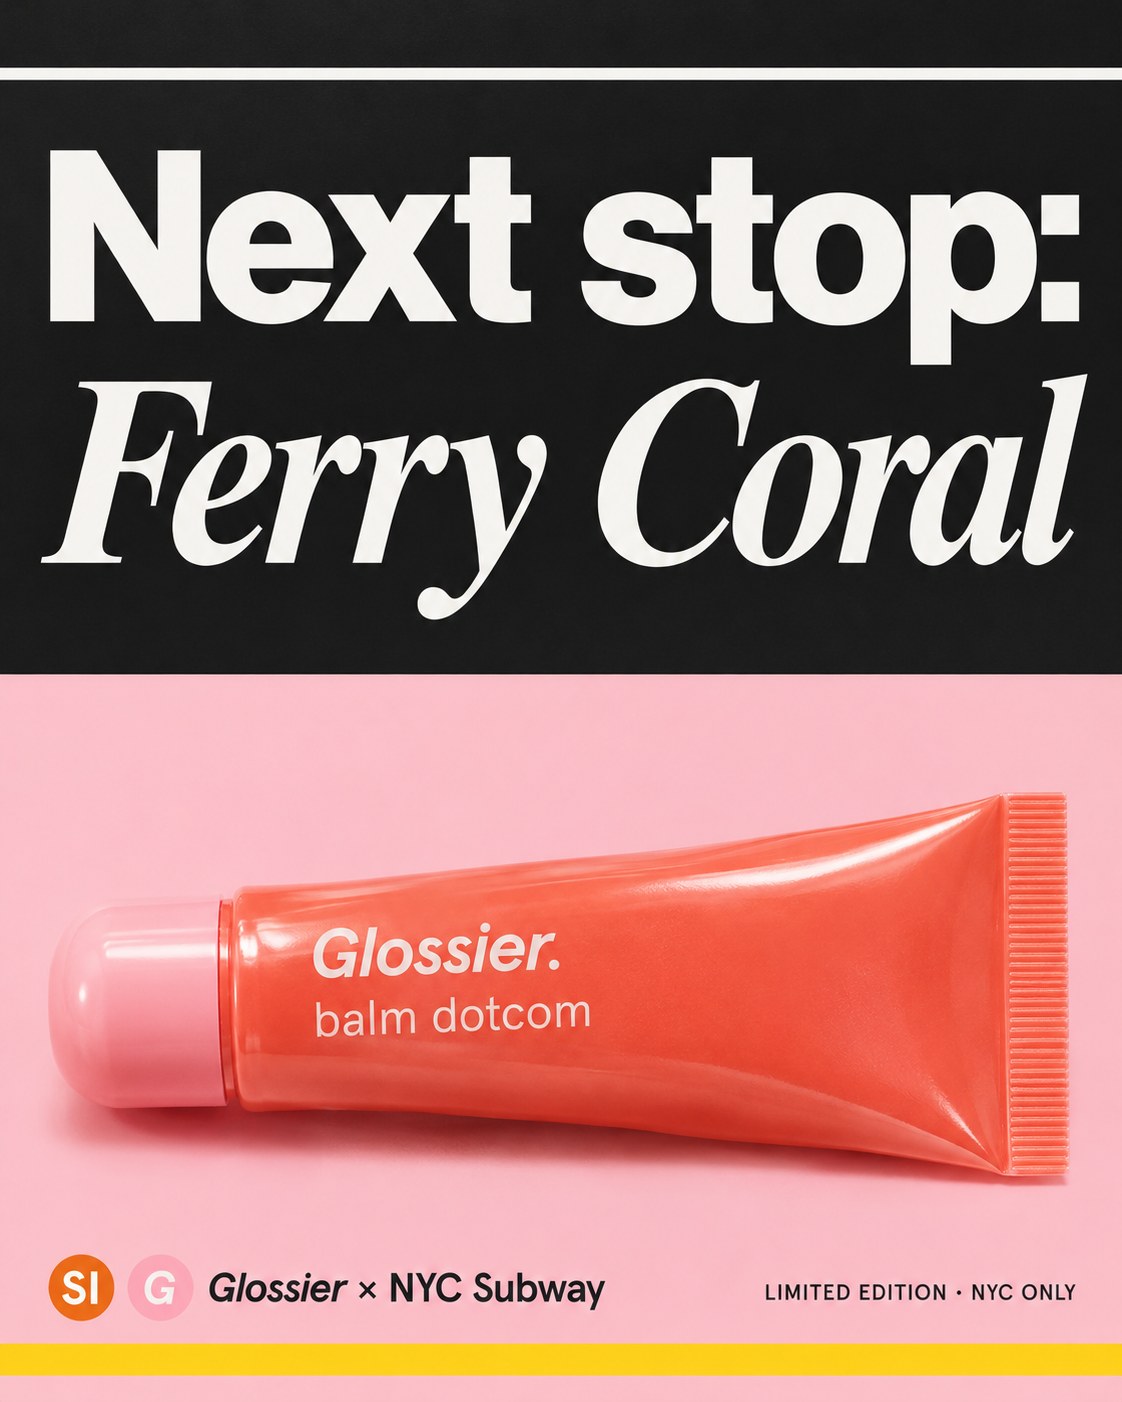 Next stop:
Ferry Coral
Glossier.
balm dotcom
SI G Glossier × NYC Subway
LIMITED EDITION • NYC ONLY